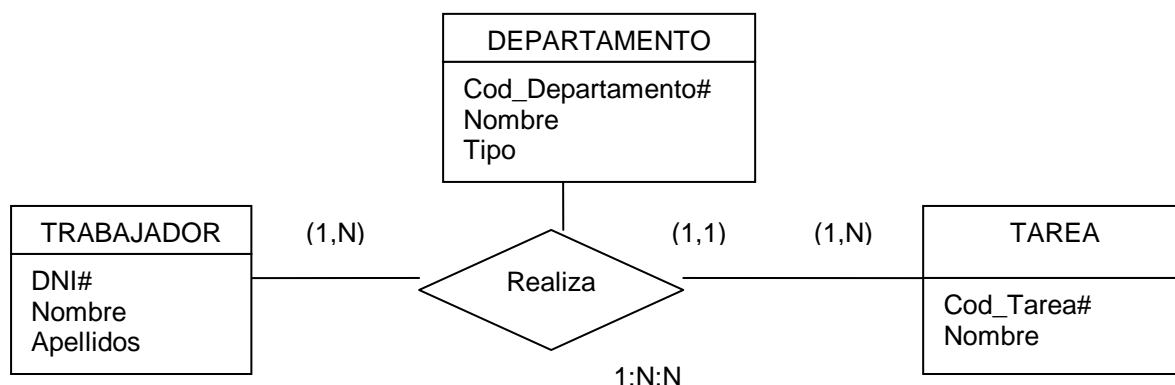 DEPARTAMENTO
Cod_Departamento#
Nombre
Tipo
TRABAJADOR
DNI#
Nombre
Apellidos
(1,N)
Realiza
(1,1)
(1,N)
TAREA
Cod_Tarea#
Nombre
1:N:N